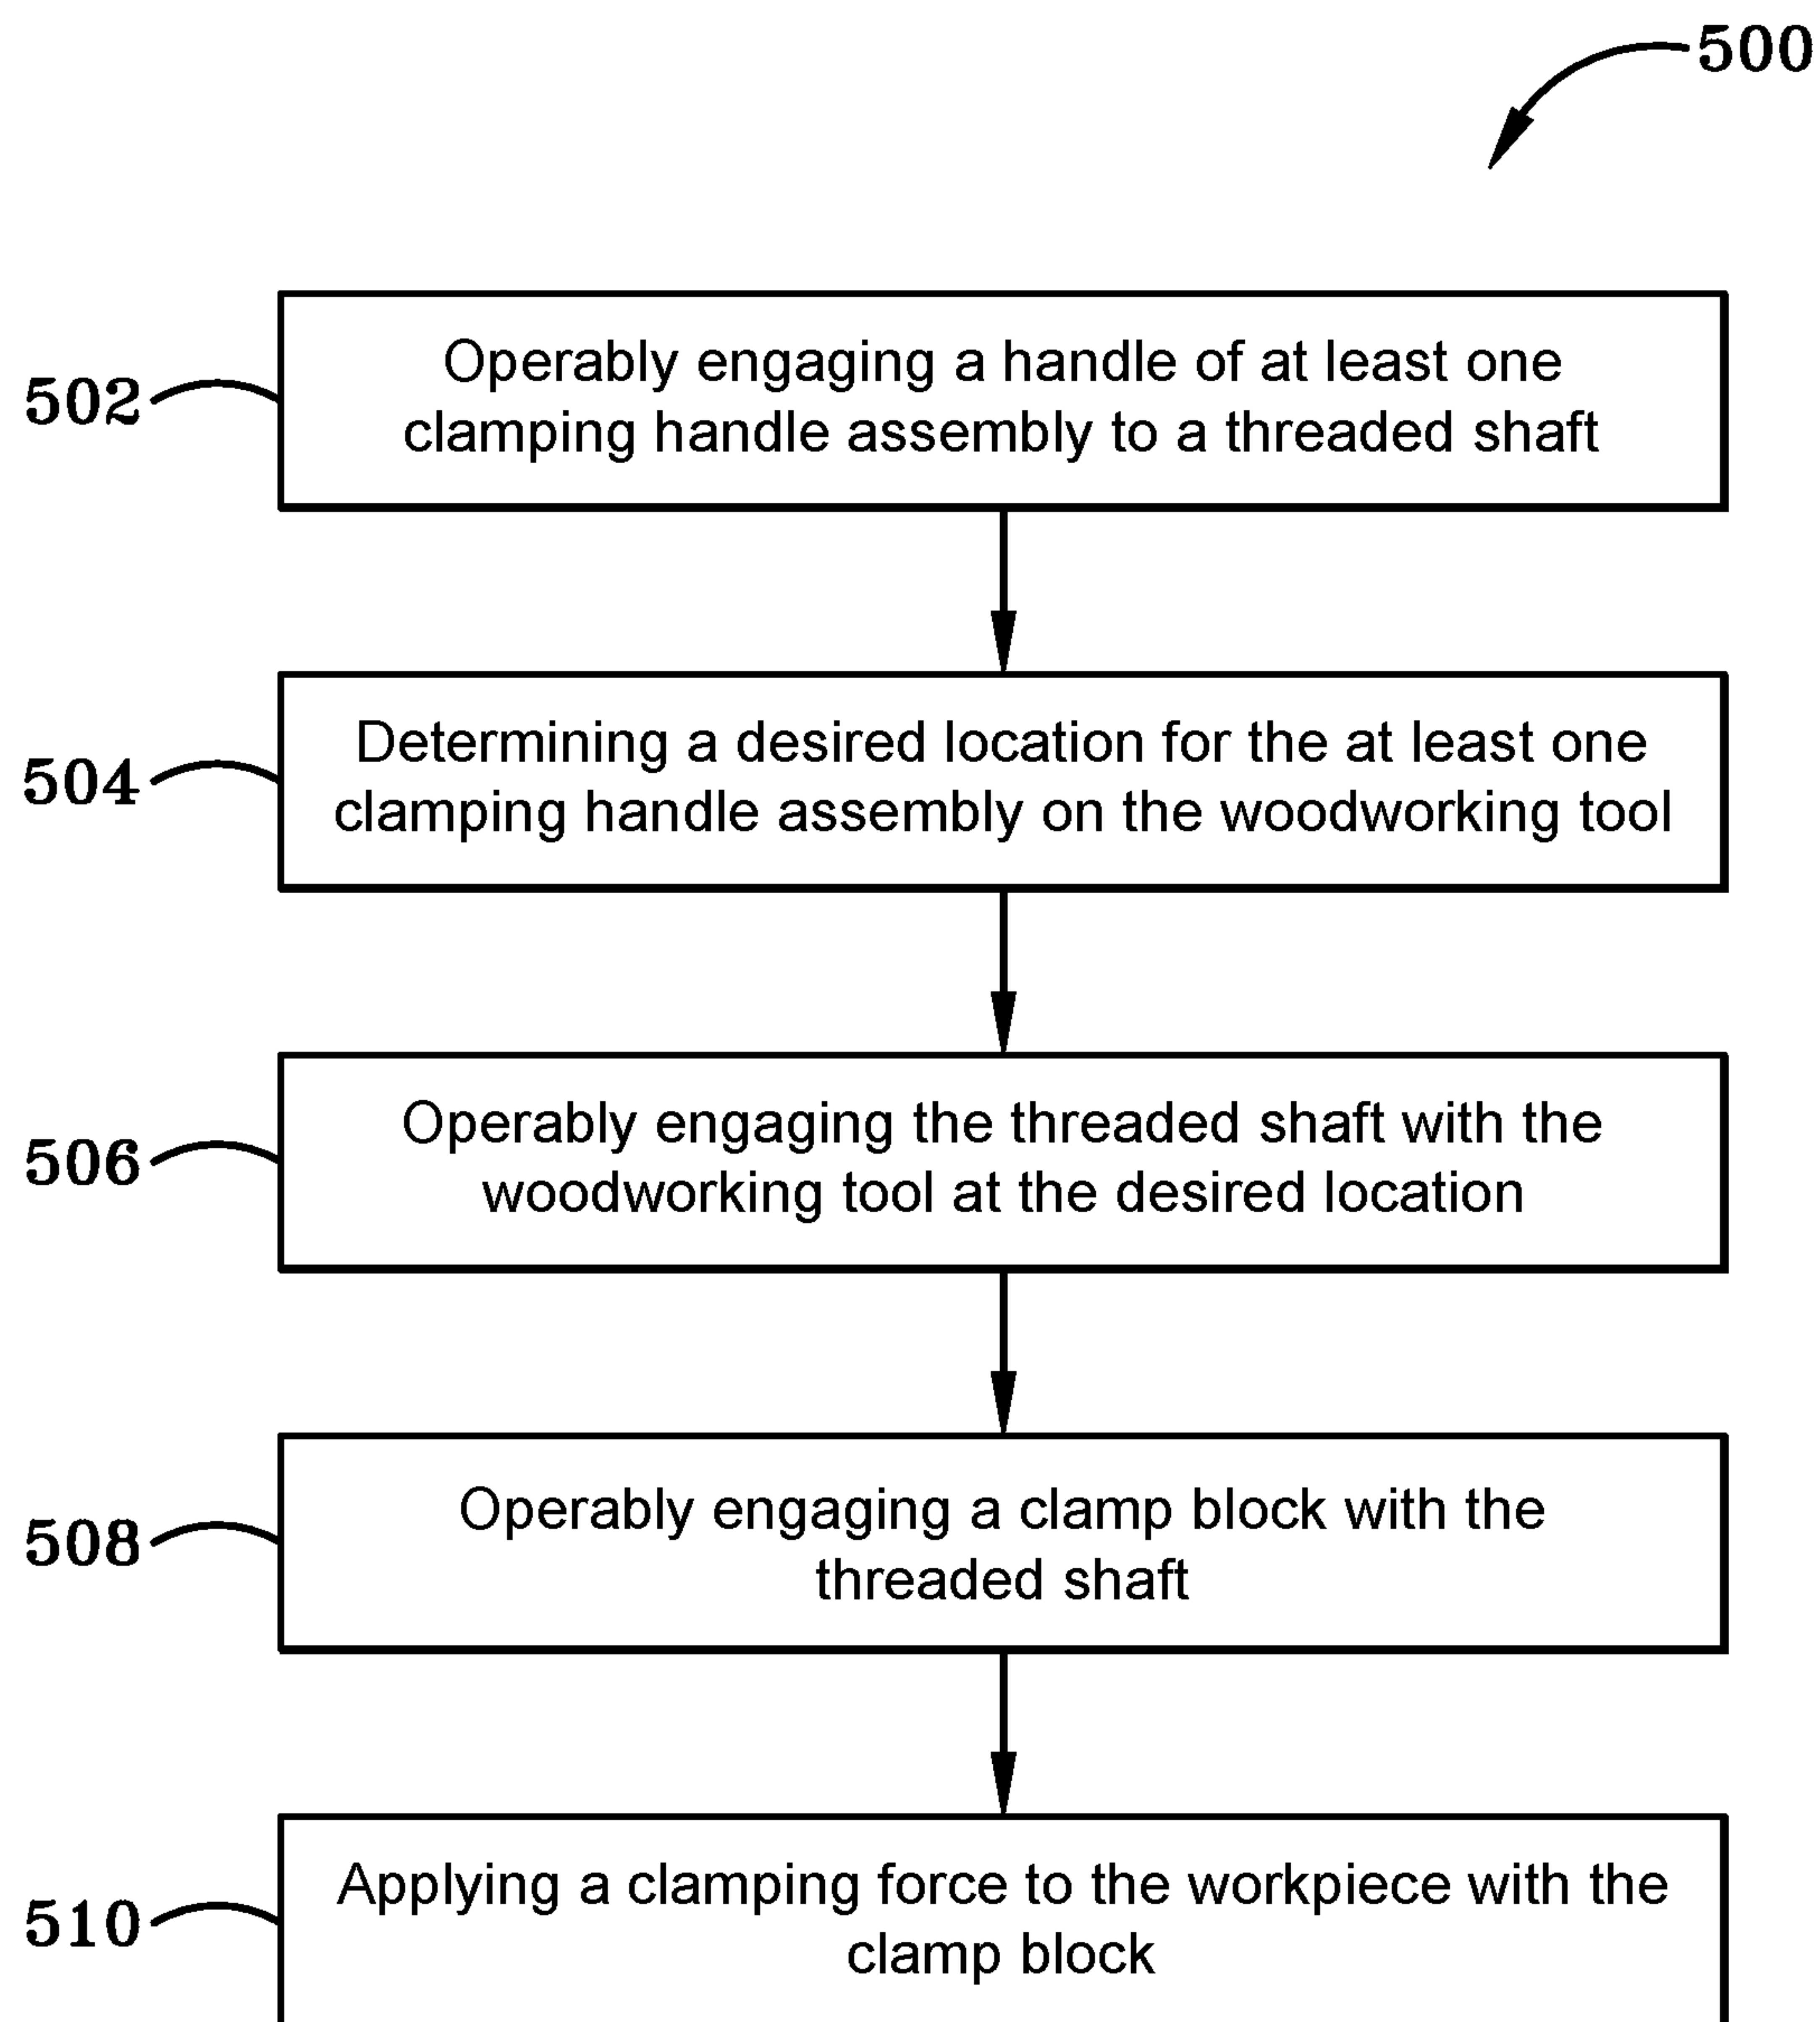 500
502
Operably engaging a handle of at least one
clamping handle assembly to a threaded shaft
504
Determining a desired location for the at least one
clamping handle assembly on the woodworking tool
506
Operably engaging the threaded shaft with the
woodworking tool at the desired location
508
Operably engaging a clamp block with the
threaded shaft
510
Applying a clamping force to the workpiece with the
clamp block